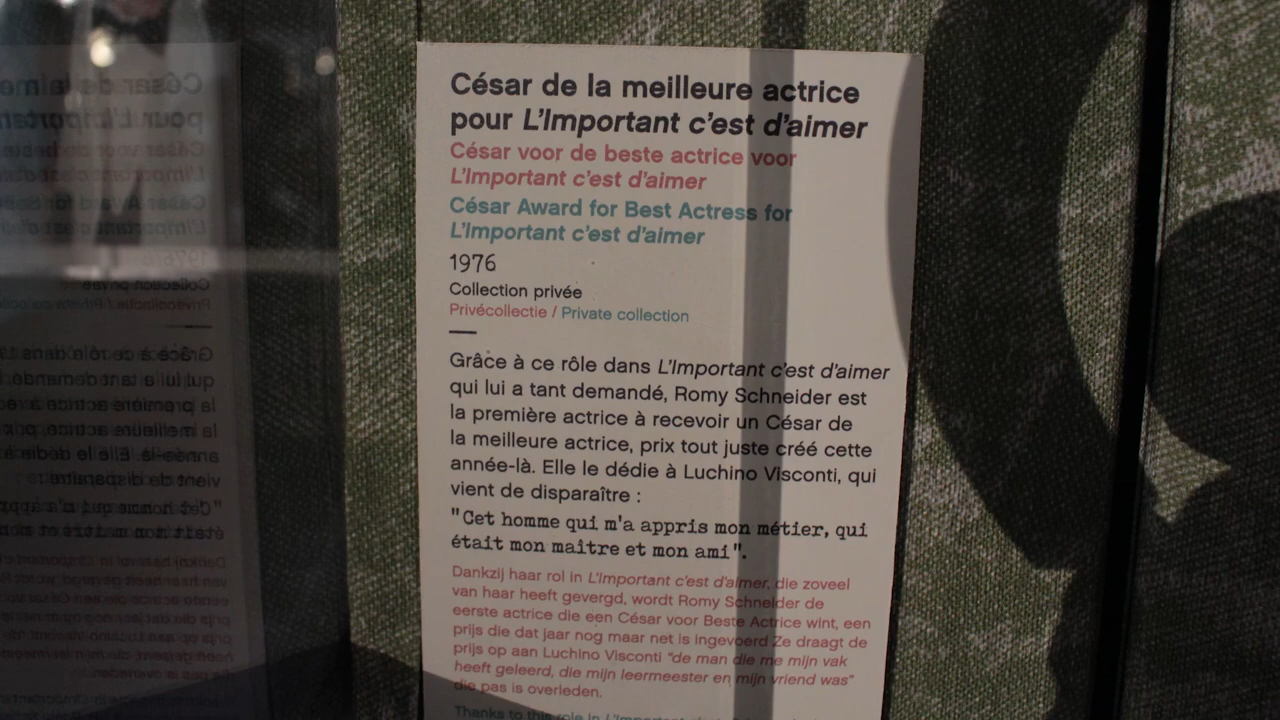 César de la meilleure actrice
pour L'Important c'est d'aimer
César voor de beste actrice voor
L'Important c'est d'aimer
César Award for Best Actress for
L'Important c'est d'aimer
1976
Collection privée
Privécollectie / Private collection
Grâce à ce rôle dans L'Important c'est d'aimer
qui lui a tant demandé, Romy Schneider est
la première actrice à recevoir un César de
la meilleure actrice, prix tout juste créé cette
année-là. Elle le dédie à Luchino Visconti, qui
vient de disparaître :
"Cet homme qui m'a appris mon métier, qui
était mon maître et mon ami".
Dankzij haar rol in L'Important c'est d'aimer, die zoveel
van haar heeft gevergd, wordt Romy Schneider de
eerste actrice die een César voor Beste Actrice wint, een
prijs die dat jaar nog maar net is ingevoerd Ze draagt de
prijs op aan Luchino Visconti "de man die me mijn vak
heeft geleerd, die mijn leermeester en mijn vriend was"
die pas is overleden.
Thanks to this role in L'Important